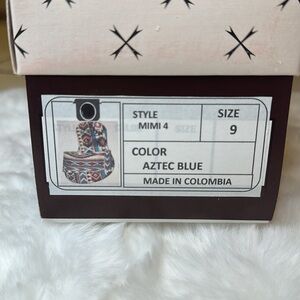 STYLE
MIMI 4
SIZE
9
COLOR
AZTEC BLUE
MADE IN COLOMBIA